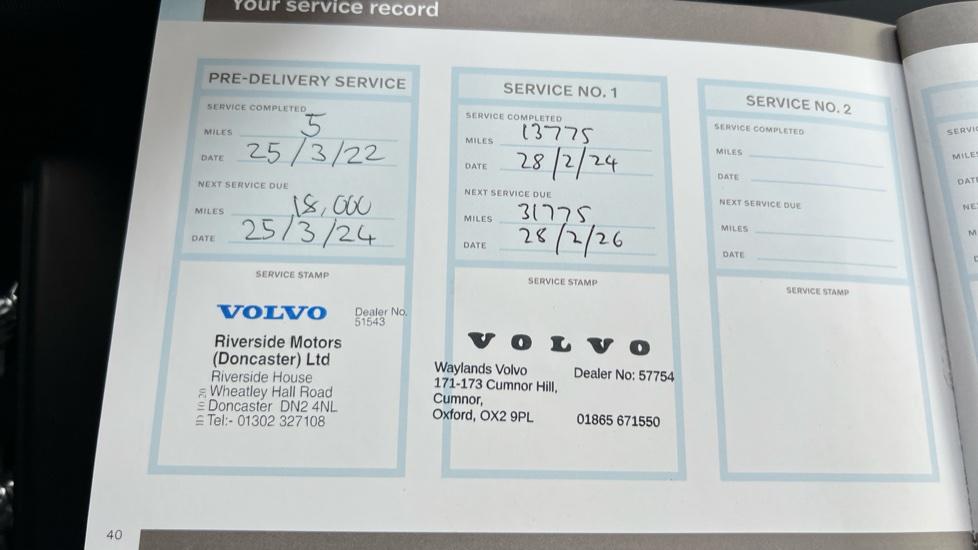 Your service record
PRE-DELIVERY SERVICE
SERVICE COMPLETED
MILES 5
DATE 25/3/22
NEXT SERVICE DUE
MILES 18,000
DATE 25/3/24
SERVICE STAMP
VOLVO
Dealer No.
51543
Riverside Motors
(Doncaster) Ltd
Riverside House
Wheatley Hall Road
Doncaster DN2 4NL
Tel:- 01302 327108
SERVICE NO. 1
SERVICE COMPLETED
MILES 13775
DATE 28/2/24
NEXT SERVICE DUE
MILES 31775
DATE 28/2/26
SERVICE STAMP
VOLVO
Waylands Volvo Dealer No: 57754
171-173 Cumnor Hill,
Cumnor,
Oxford, OX2 9PL 01865 671550
SERVICE NO. 2
SERVICE COMPLETED
MILES
DATE
NEXT SERVICE DUE
MILES
DATE
SERVICE STAMP
40